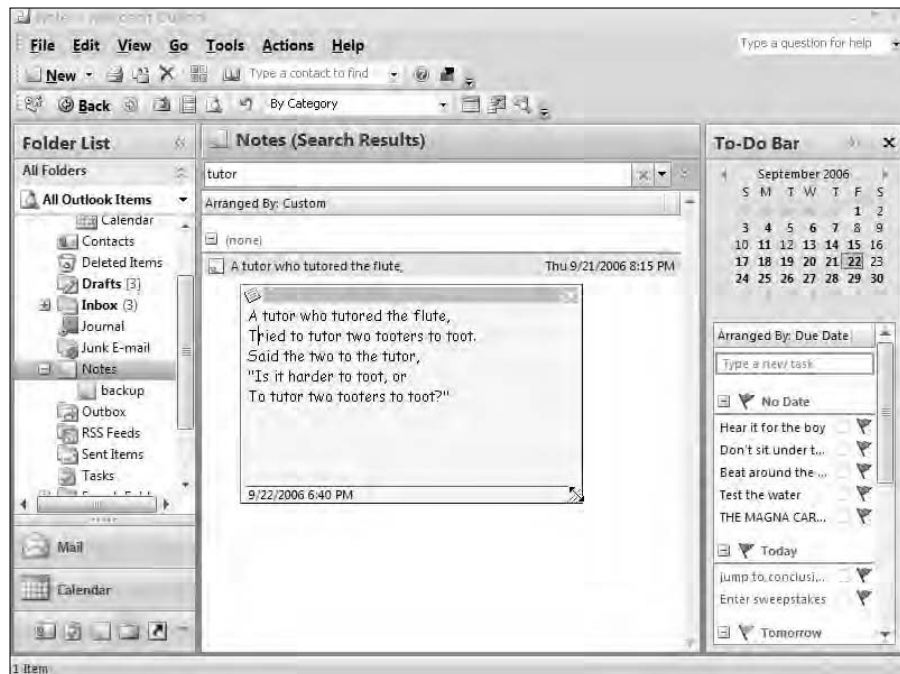 Notes - Microsoft Outlook
File Edit View Go Tools Actions Help
Type a question for help
New Type a contact to find
Back By Category
Folder List
All Folders
All Outlook Items
Calendar
Contacts
Deleted Items
Drafts (3)
Inbox (3)
Journal
Junk E-mail
Notes
backup
Outbox
RSS Feeds
Sent Items
Tasks
Mail
Calendar
Notes (Search Results)
tutor
Arranged By: Custom
(none)
A tutor who tutored the flute, Thu 9/21/2006 8:15 PM
A tutor who tutored the flute,
Tried to tutor two tooters to toot.
Said the two to the tutor,
"Is it harder to toot, or
To tutor two tooters to toot?"
9/22/2006 6:40 PM
To-Do Bar
September 2006
S M T W T F S
1 2
3 4 5 6 7 8 9
10 11 12 13 14 15 16
17 18 19 20 21 22 23
24 25 26 27 28 29 30
Arranged By: Due Date
Type a new task
No Date
Hear it for the boy
Don't sit under t...
Beat around the ...
Test the water
THE MAGNA CAR...
Today
jump to conclusi...
Enter sweepstakes
Tomorrow
1 Item